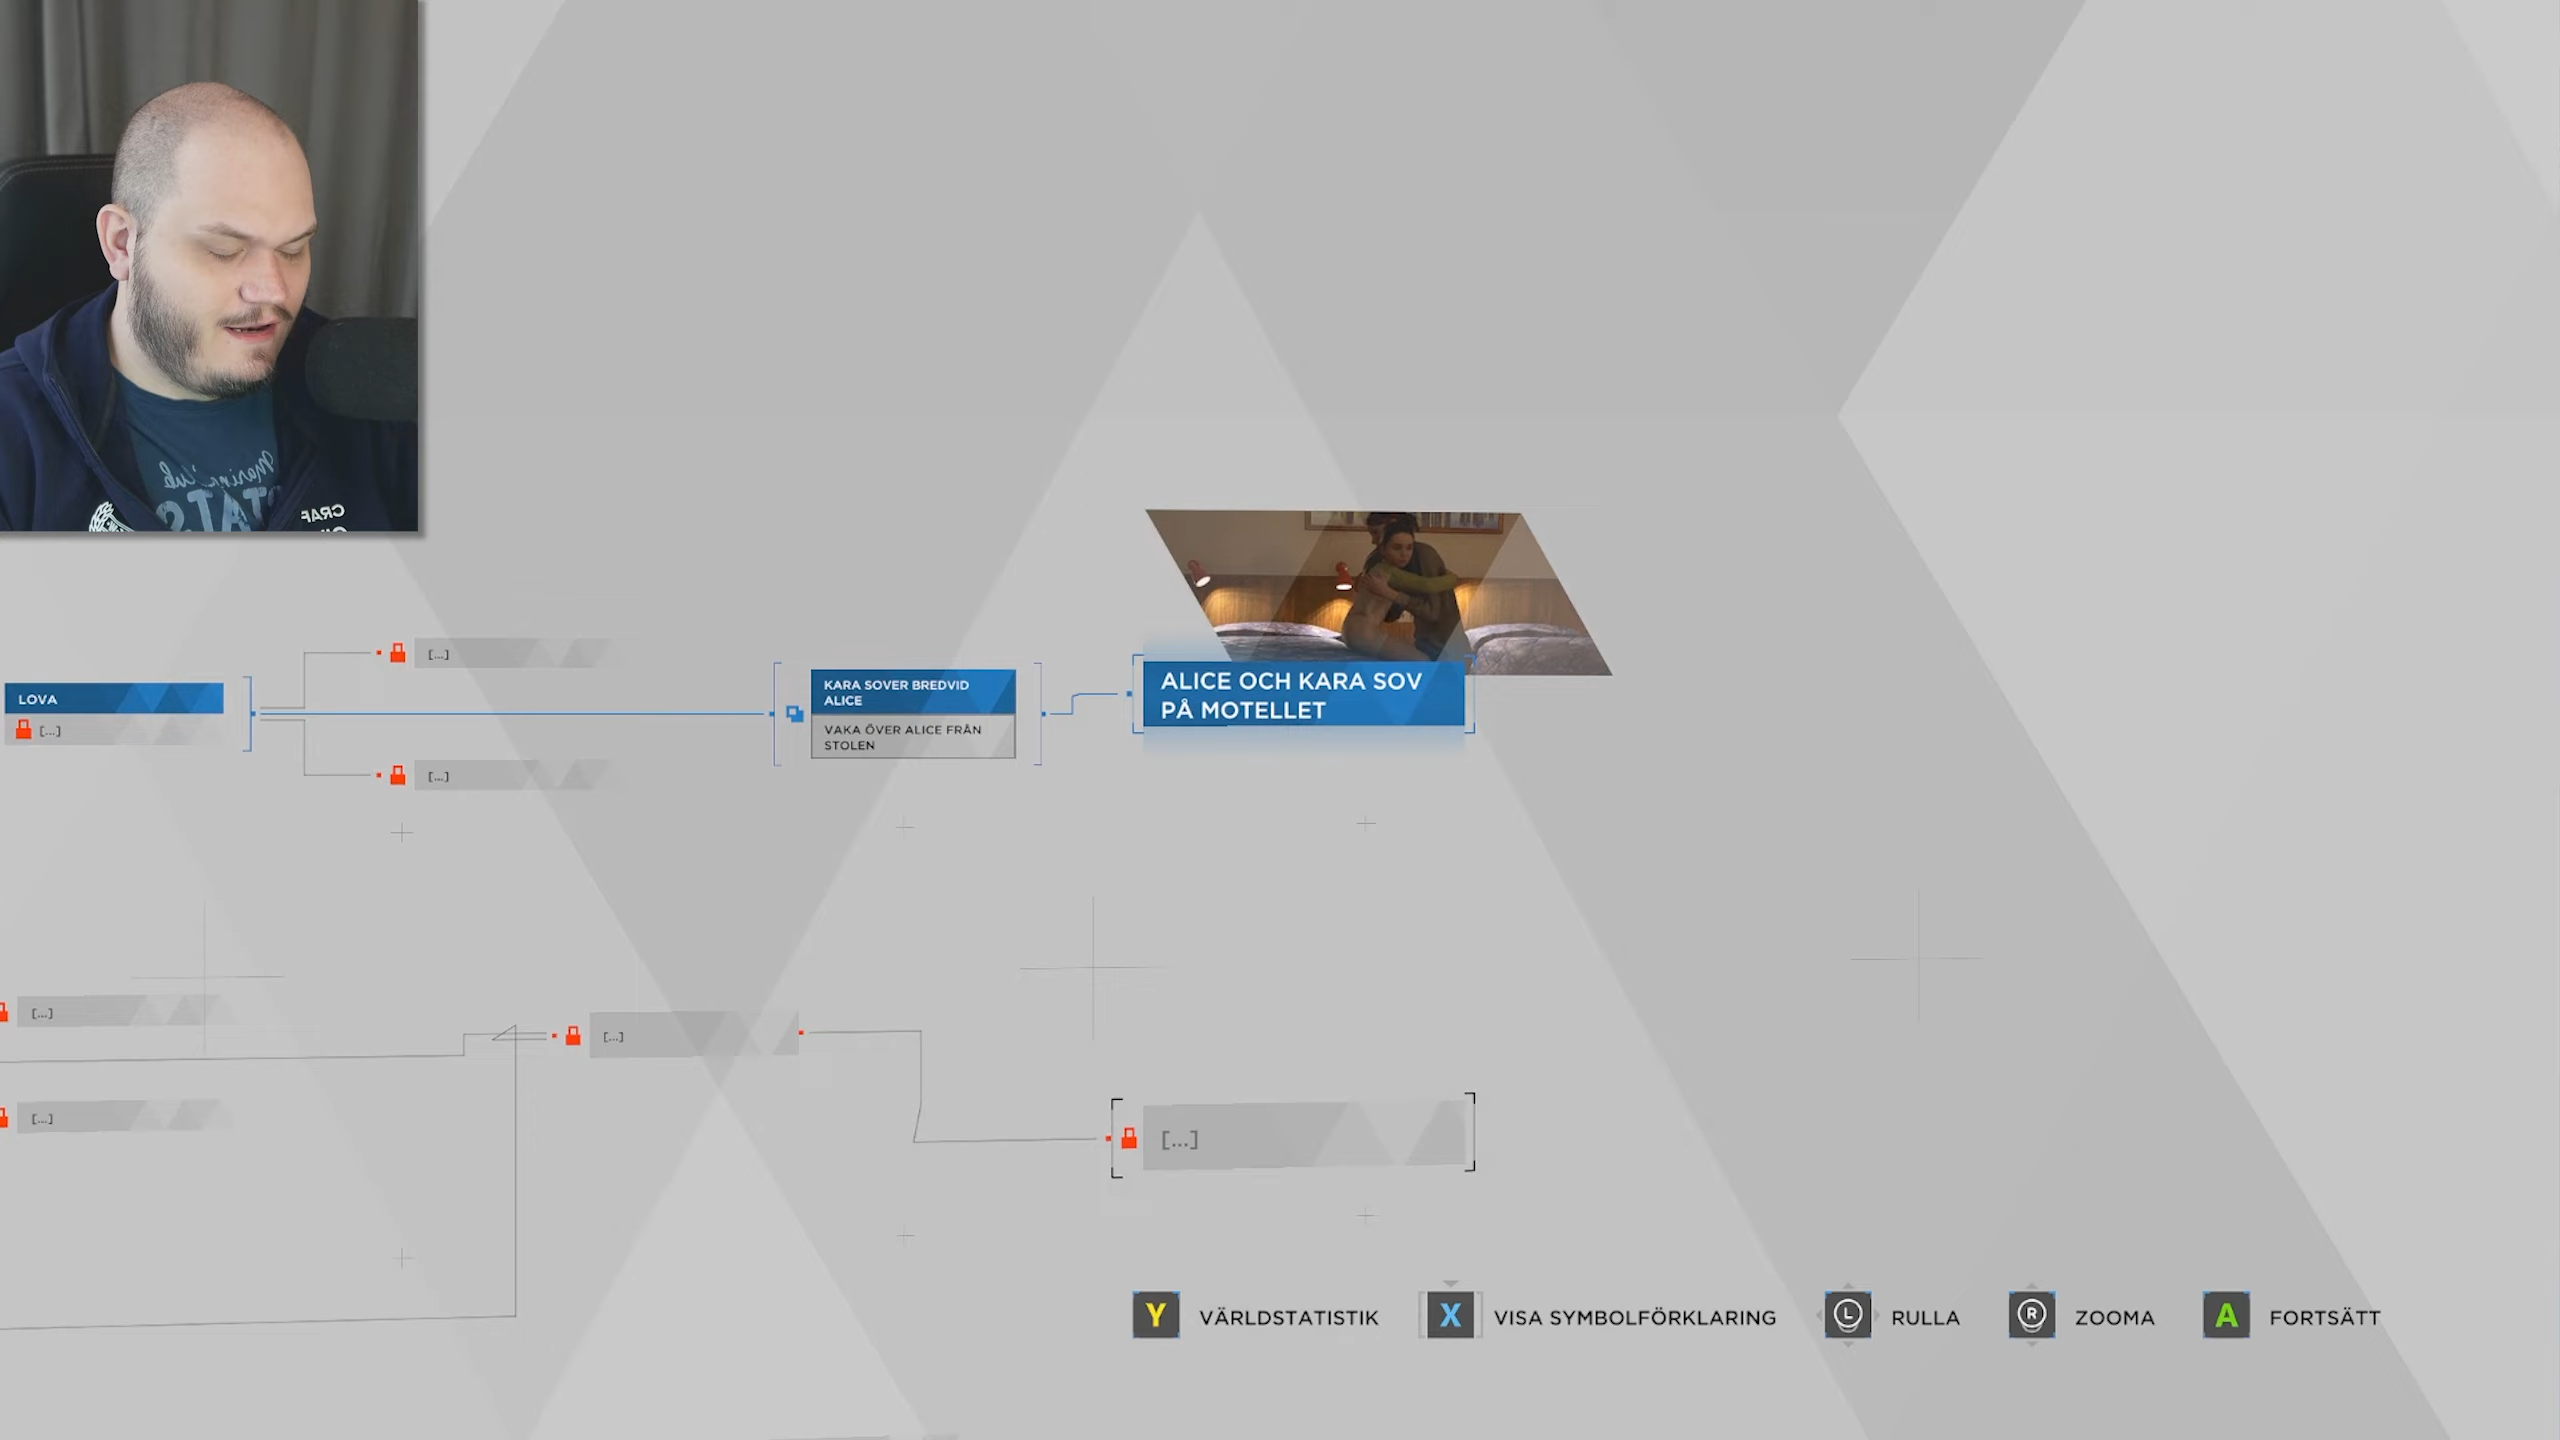 LOVA
[...]
[...]
[...]
KARA SOVER BREDVID
ALICE
VAKA ÖVER ALICE FRÅN
STOLEN
ALICE OCH KARA SOV
PÅ MOTELLET
[...]
[...]
[...]
[...]
Y VÄRLDSTATISTIK
X VISA SYMBOLFÖRKLARING
L RULLA
R ZOOMA
A FORTSÄTT